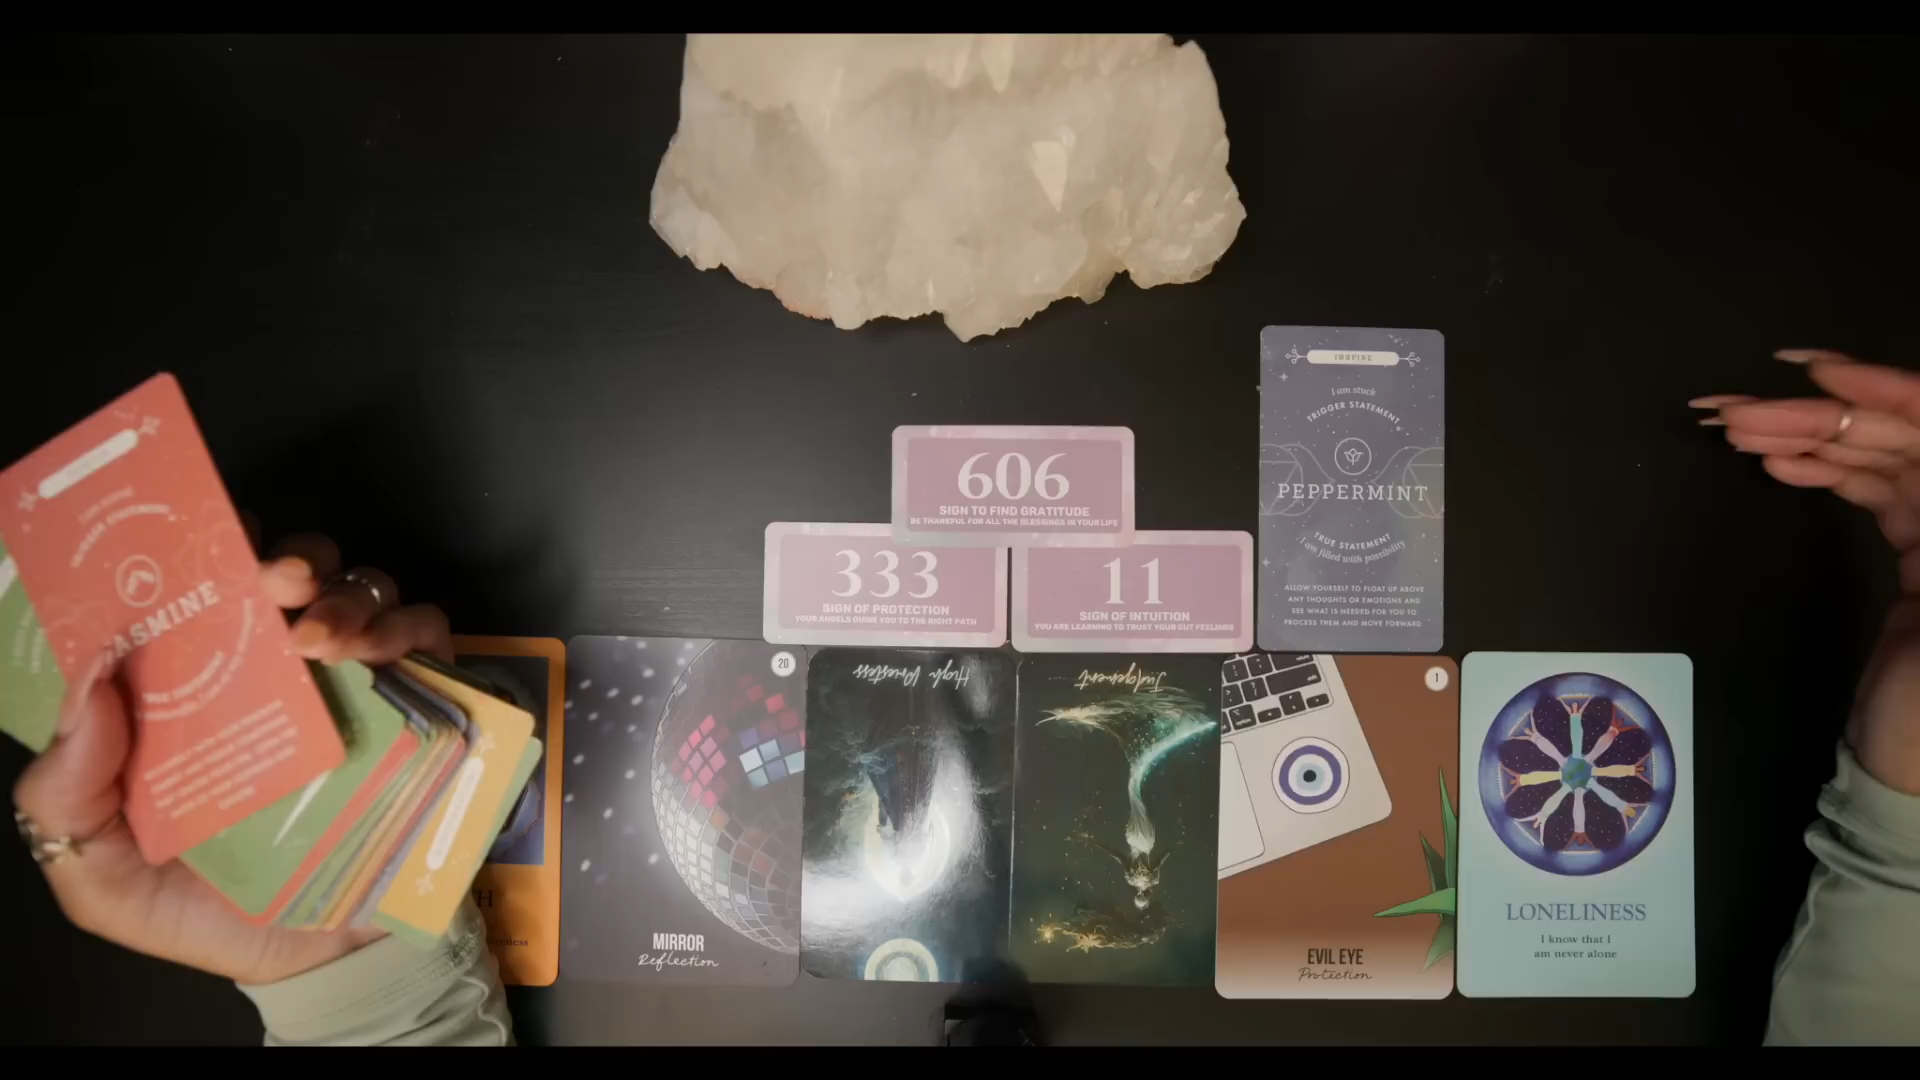 INSPIRE
I am stuck
TRIGGER STATEMENT
PEPPERMINT
TRUE STATEMENT
I am filled with possibility
ALLOW YOURSELF TO FLOAT UP ABOVE
ANY THOUGHTS OR EMOTIONS AND
SEE WHAT IS NEEDED FOR YOU TO
PROCESS THEM AND MOVE FORWARD
606
SIGN TO FIND GRATITUDE
BE THANKFUL FOR ALL THE BLESSINGS IN YOUR LIFE
333
SIGN OF PROTECTION
YOUR ANGELS GUIDE YOU TO THE RIGHT PATH
11
SIGN OF INTUITION
YOU ARE LEARNING TO TRUST YOUR GUT FEELINGS
JASMINE
TRUE STATEMENT
20
MIRROR
Reflection
High Priestess
Judgement
option
1
EVIL EYE
Protection
LONELINESS
I know that I
am never alone